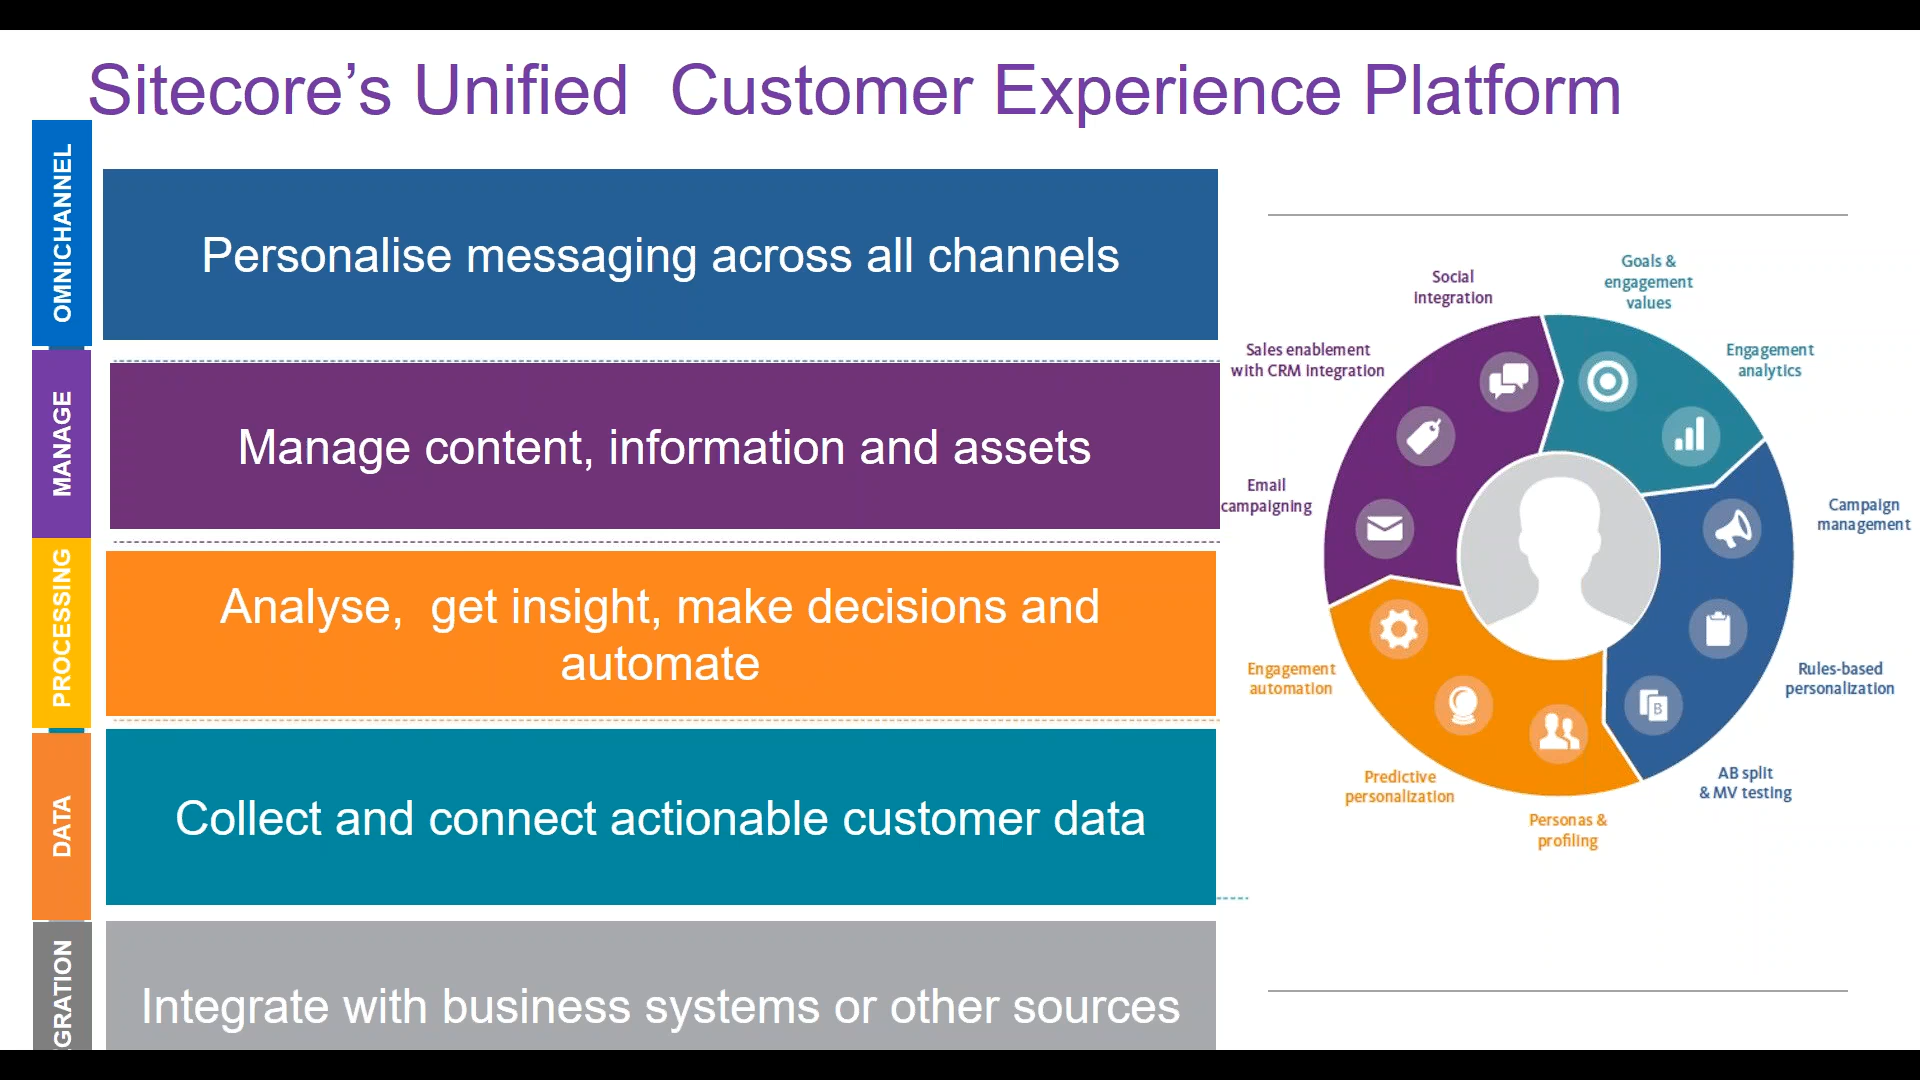 Sitecore’s Unified  Customer Experience Platform
OMNICHANNEL
Personalise messaging across all channels
MANAGE
Manage content, information and assets
PROCESSING
Analyse,  get insight, make decisions and
automate
DATA
Collect and connect actionable customer data
GRATION
Integrate with business systems or other sources
Social
integration
Goals &
engagement
values
Sales enablement
with CRM integration
Engagement
analytics
Email
campaigning
Campaign
management
Engagement
automation
Rules-based
personalization
Predictive
personalization
AB split
& MV testing
Personas &
profiling
B